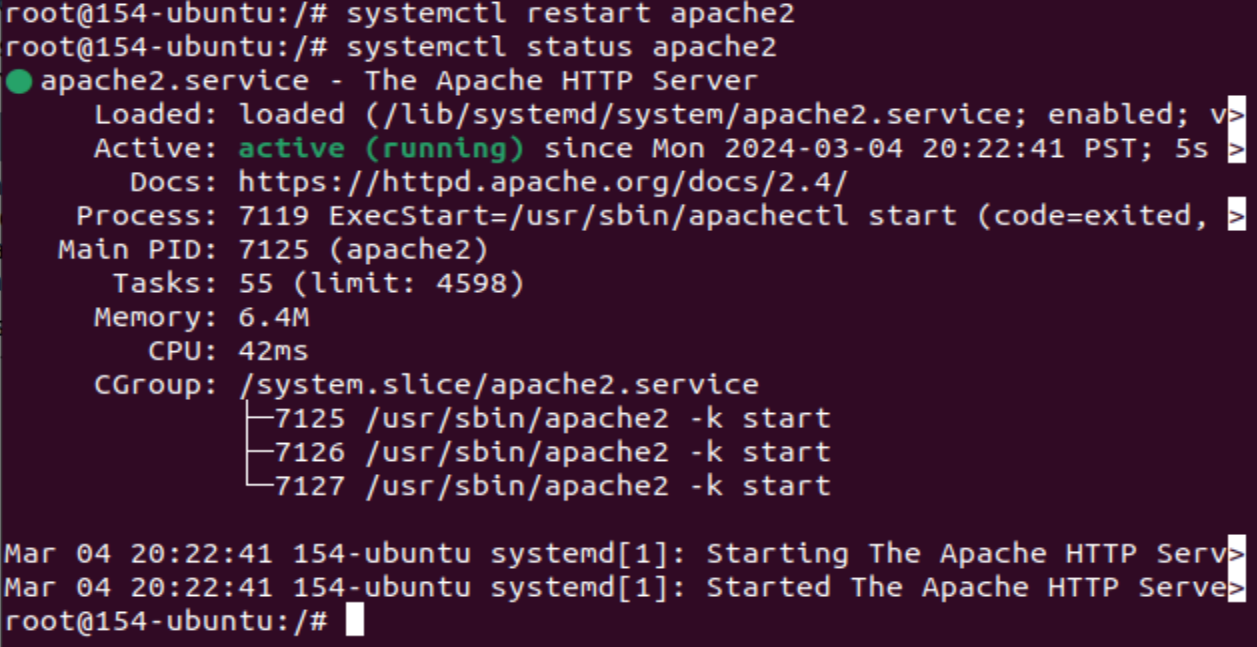 root@154-ubuntu:/# systemctl restart apache2
root@154-ubuntu:/# systemctl status apache2
● apache2.service - The Apache HTTP Server
     Loaded: loaded (/lib/systemd/system/apache2.service; enabled; v>
     Active: active (running) since Mon 2024-03-04 20:22:41 PST; 5s >
       Docs: https://httpd.apache.org/docs/2.4/
    Process: 7119 ExecStart=/usr/sbin/apachectl start (code=exited, >
   Main PID: 7125 (apache2)
      Tasks: 55 (limit: 4598)
     Memory: 6.4M
        CPU: 42ms
     CGroup: /system.slice/apache2.service
             ├─7125 /usr/sbin/apache2 -k start
             ├─7126 /usr/sbin/apache2 -k start
             └─7127 /usr/sbin/apache2 -k start

Mar 04 20:22:41 154-ubuntu systemd[1]: Starting The Apache HTTP Serv>
Mar 04 20:22:41 154-ubuntu systemd[1]: Started The Apache HTTP Serve>
root@154-ubuntu:/#